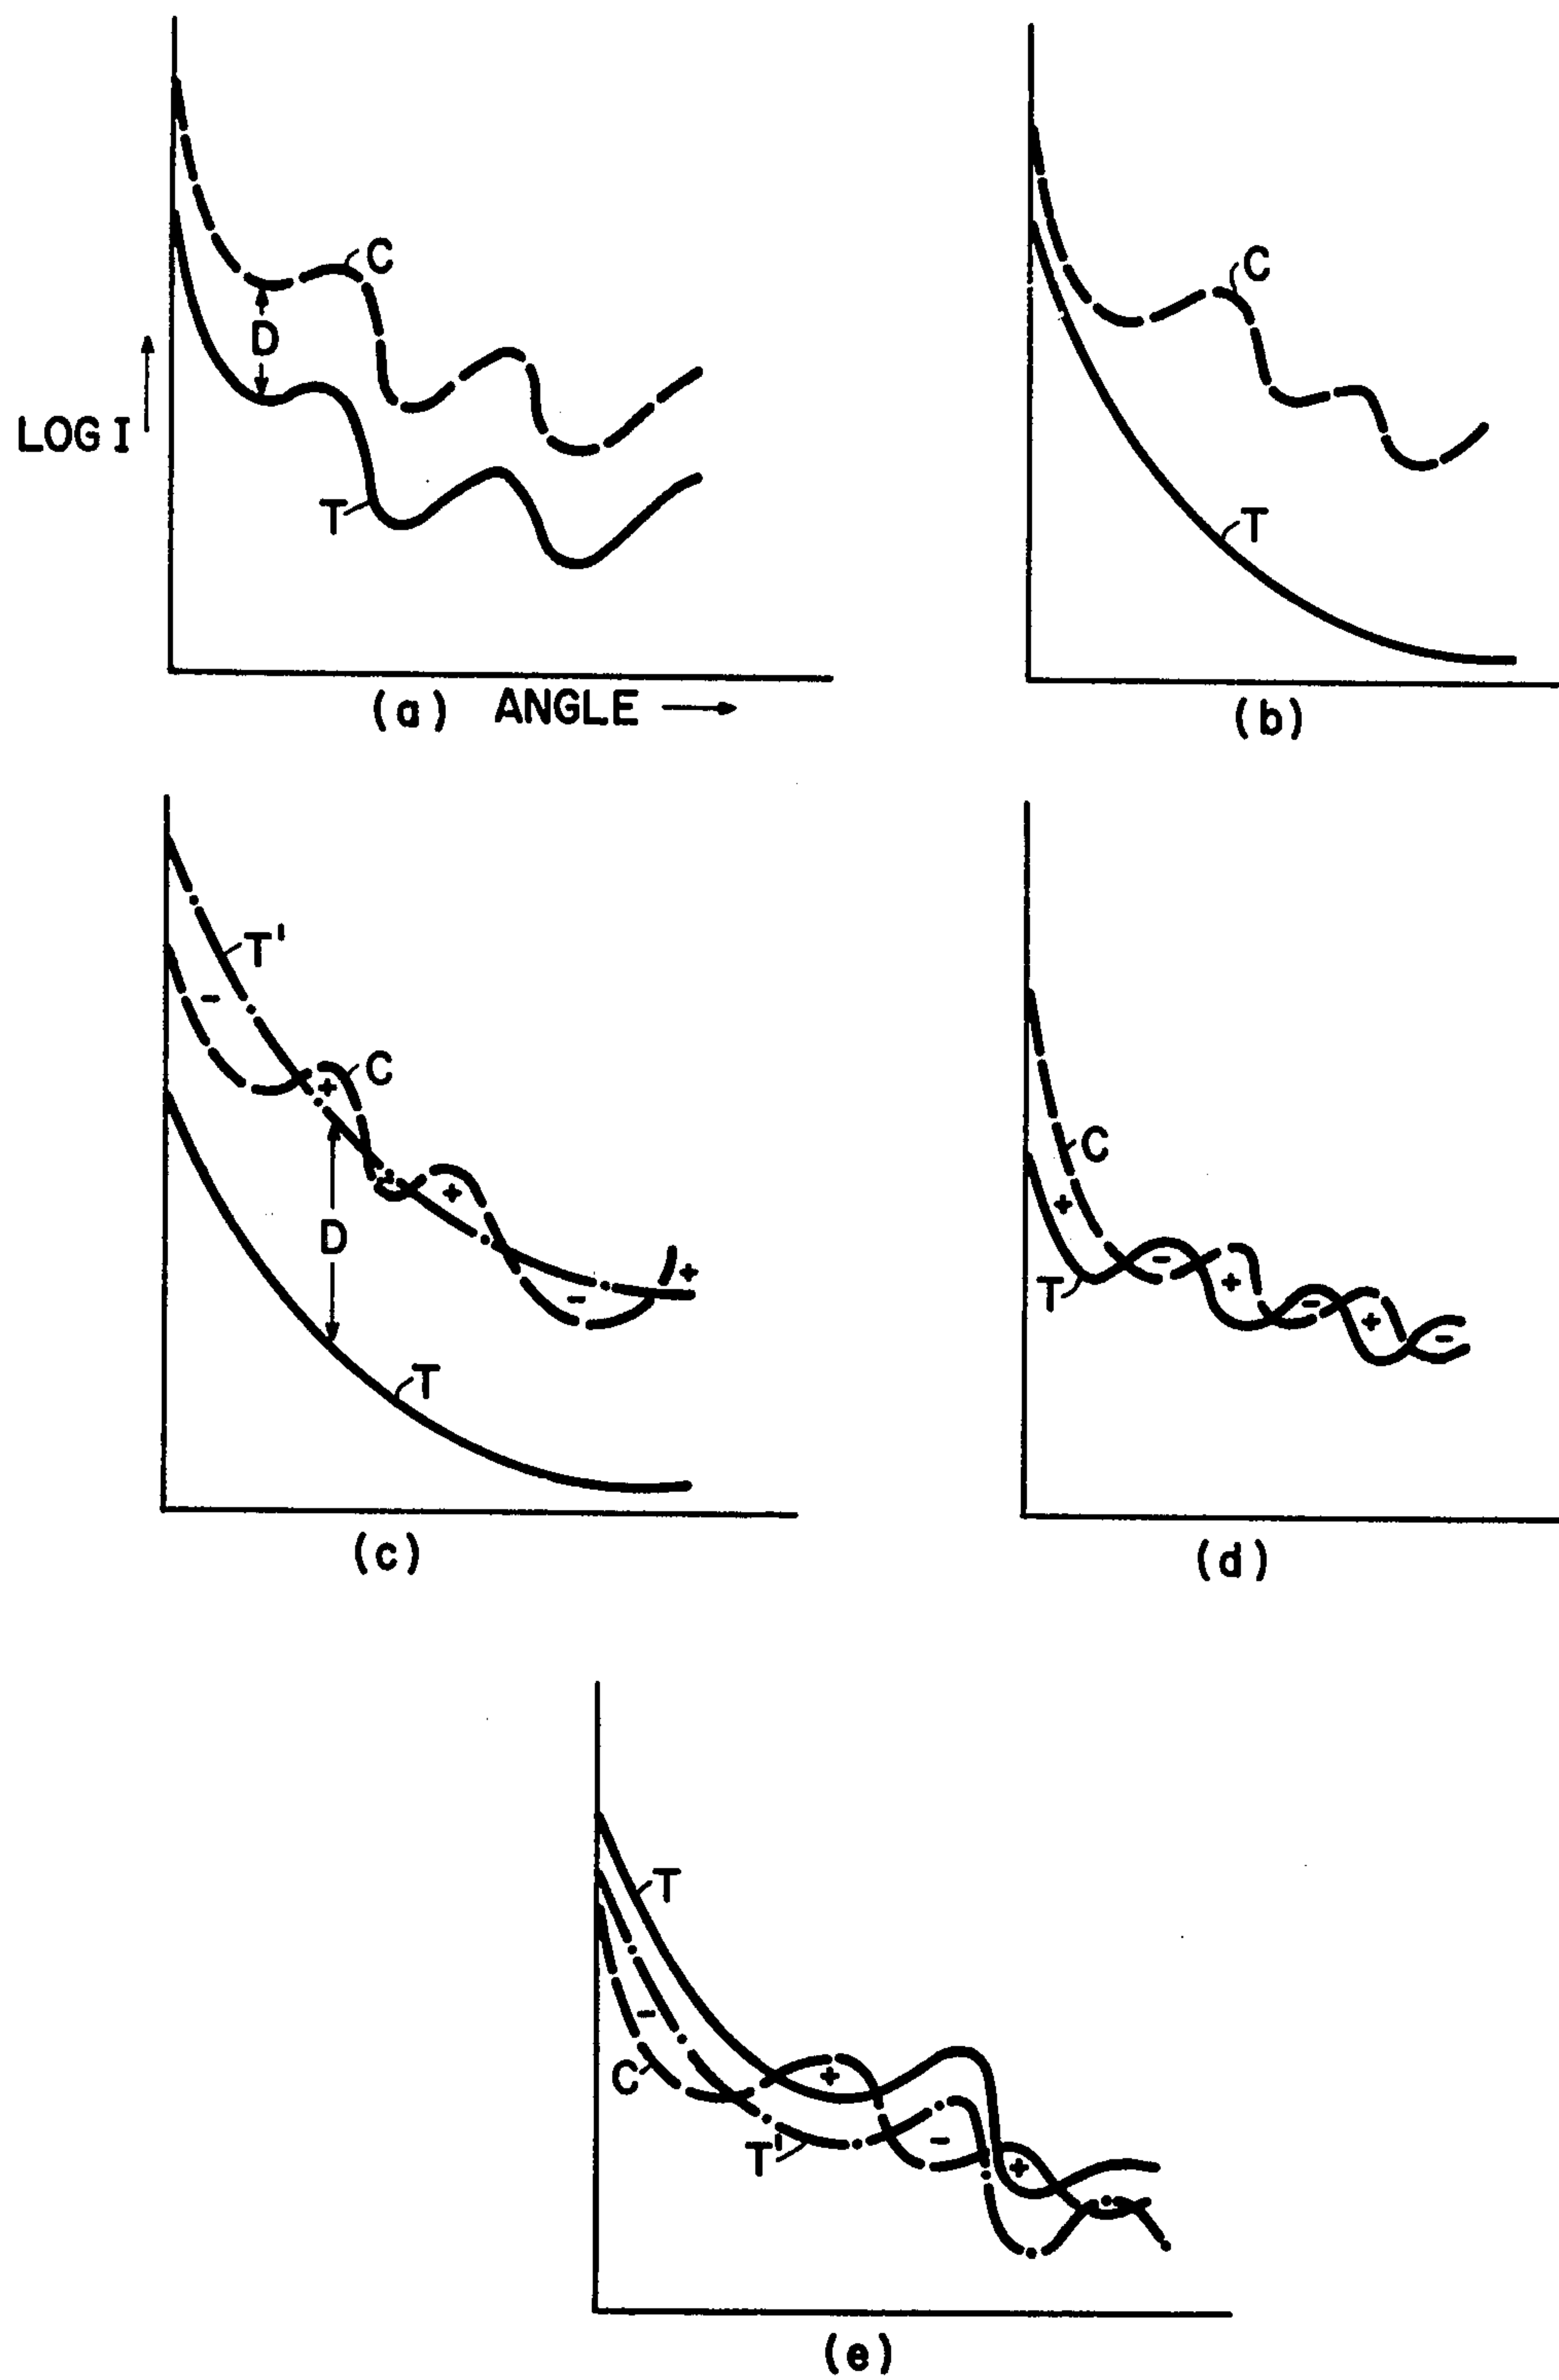 C
D
LOG I
T
(a) ANGLE
C
T
(b)
T'
-
C
+
+
D
+
-
T
(c)
C
+
-
T
+
-
+
-
(d)
T
-
C
+
T'
-
+
(e)